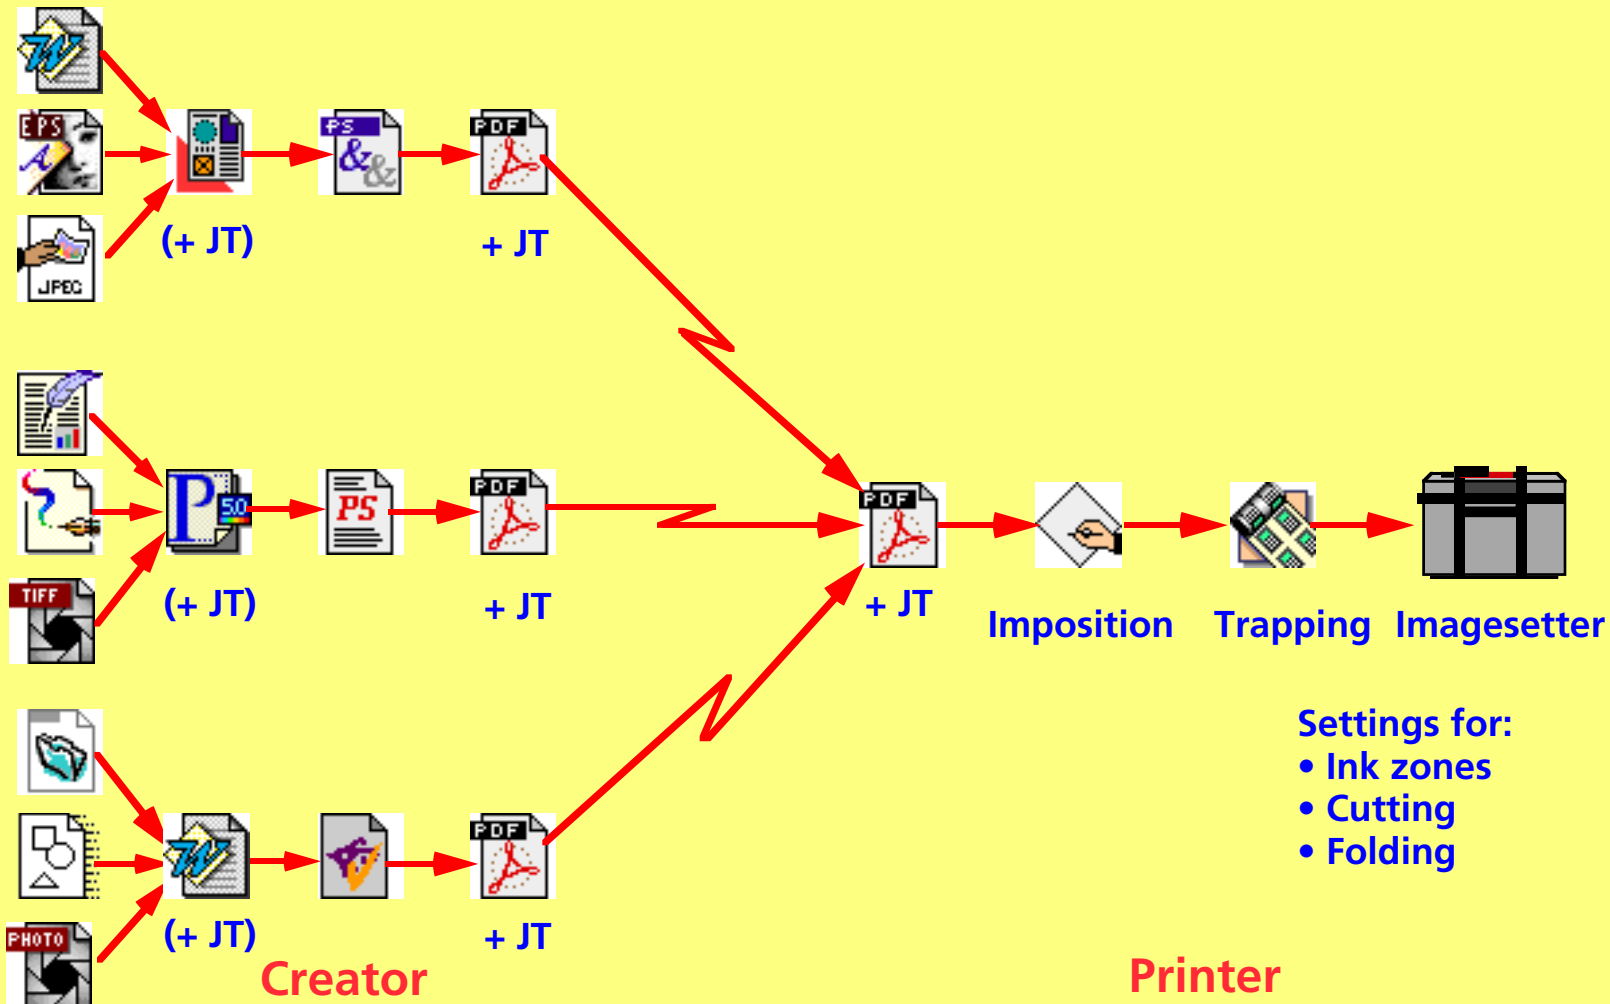 EPS
PS
PDF
(+ JT)
+ JT
JPEG
PDF
P
5.0
PS
PDF
TIFF
(+ JT)
+ JT
+ JT
Imposition
Trapping
Imagesetter
Settings for:
• Ink zones
• Cutting
• Folding
PDF
PHOTO
(+ JT)
+ JT
Creator
Printer